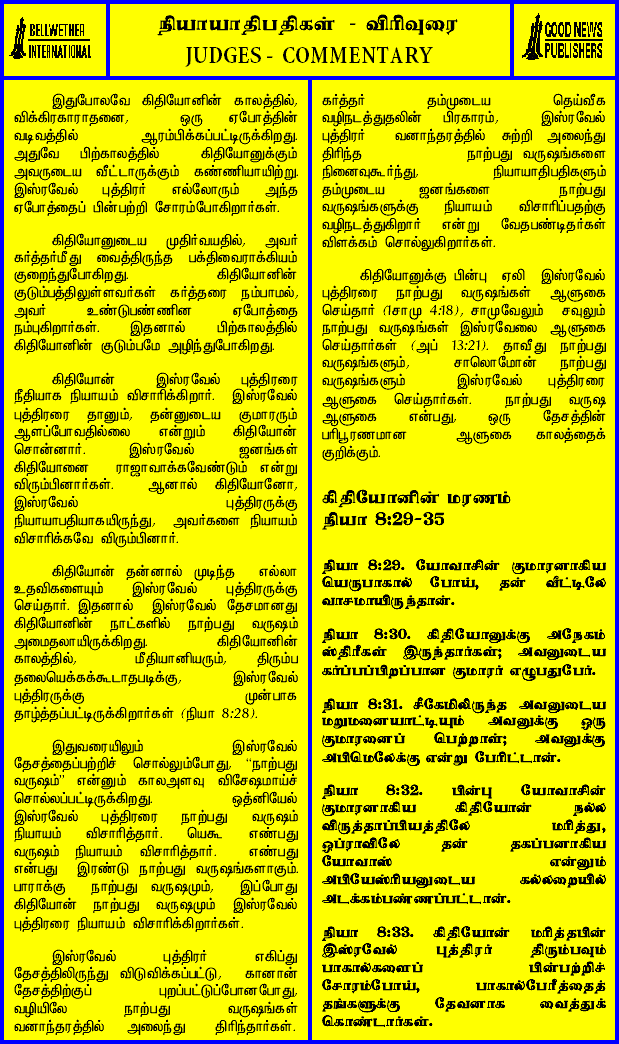 BELLWETHER
INTERNATIONAL
நியாயாதிபதிகள் - விரிவுரை
JUDGES - COMMENTARY
GOOD NEWS
PUBLISHERS
இதுபோலவே கிதியோனின் காலத்தில்,
விக்கிரகாராதனை, ஒரு ஏபோத்தின்
வடிவத்தில் ஆரம்பிக்கப்பட்டிருக்கிறது.
அதுவே பிற்காலத்தில் கிதியோனுக்கும்
அவருடைய வீட்டாருக்கும் கண்ணியாயிற்று.
இஸ்ரவேல் புத்திரர் எல்லோரும் அந்த
ஏபோத்தைப் பின்பற்றி சோரம்போகிறார்கள்.
கிதியோனுடைய முதிர்வயதில், அவர்
கர்த்தர்மீது வைத்திருந்த பக்திவைராக்கியம்
குறைந்துபோகிறது. கிதியோனின்
குடும்பத்திலுள்ளவர்கள் கர்த்தரை நம்பாமல்,
அவர் உண்டுபண்ணின ஏபோத்தை
நம்புகிறார்கள். இதனால் பிற்காலத்தில்
கிதியோனின் குடும்பமே அழிந்துபோகிறது.
கிதியோன் இஸ்ரவேல் புத்திரரை
நீதியாக நியாயம் விசாரிக்கிறார். இஸ்ரவேல்
புத்திரரை தானும், தன்னுடைய குமாரரும்
ஆளப்போவதில்லை என்றும் கிதியோன்
சொன்னார். இஸ்ரவேல் ஜனங்கள்
கிதியோனை ராஜாவாக்கவேண்டும் என்று
விரும்பினார்கள். ஆனால் கிதியோனோ,
இஸ்ரவேல் புத்திரருக்கு
நியாயாபதியாகயிருந்து, அவர்களை நியாயம்
விசாரிக்கவே விரும்பினார்.
கிதியோன் தன்னால் முடிந்த எல்லா
உதவிகளையும் இஸ்ரவேல் புத்திரருக்கு
செய்தார். இதனால் இஸ்ரவேல் தேசமானது
கிதியோனின் நாட்களில் நாற்பது வருஷம்
அமைதலாயிருக்கிறது. கிதியோனின்
காலத்தில், மீதியானியரும், திரும்ப
தலையெக்கக்கூடாதபடிக்கு, இஸ்ரவேல்
புத்திரருக்கு முன்பாக
தாழ்த்தப்பட்டிருக்கிறார்கள் (நியா 8:28).
இதுவரையிலும் இஸ்ரவேல்
தேசத்தைப்பற்றிச் சொல்லும்போது, "நாற்பது
வருஷம்" என்னும் காலஅளவு விசேஷமாய்ச்
சொல்லப்பட்டிருக்கிறது. ஒத்னியேல்
இஸ்ரவேல் புத்திரரை நாற்பது வருஷம்
நியாயம் விசாரித்தார். யெகூ எண்பது
வருஷம் நியாயம் விசாரித்தார். எண்பது
என்பது இரண்டு நாற்பது வருஷங்களாகும்.
பாராக்கு நாற்பது வருஷமும், இப்போது
கிதியோன் நாற்பது வருஷமும் இஸ்ரவேல்
புத்திரரை நியாயம் விசாரிக்கிறார்கள்.
இஸ்ரவேல் புத்திரர் எகிப்து
தேசத்திலிருந்து விடுவிக்கப்பட்டு, கானான்
தேசத்திற்குப் புறப்பட்டுப்போனபோது,
வழியிலே நாற்பது வருஷங்கள்
வனாந்தரத்தில் அலைந்து திரிந்தார்கள்.
கர்த்தர் தம்முடைய தெய்வீக
வழிநடத்துதலின் பிரகாரம், இஸ்ரவேல்
புத்திரர் வனாந்தரத்தில் சுற்றி அலைந்து
திரிந்த நாற்பது வருஷங்களை
நினைவுகூர்ந்து, நியாயாதிபதிகளும்
தம்முடைய ஜனங்களை நாற்பது
வருஷங்களுக்கு நியாயம் விசாரிப்பதற்கு
வழிநடத்துகிறார் என்று வேதபண்டிதர்கள்
விளக்கம் சொல்லுகிறார்கள்.
கிதியோனுக்கு பின்பு ஏலி இஸ்ரவேல்
புத்திரரை நாற்பது வருஷங்கள் ஆளுகை
செய்தார் (1சாமு 4:18), சாமுவேலும் சவுலும்
நாற்பது வருஷங்கள் இஸ்ரவேலை ஆளுகை
செய்தார்கள் (அப் 13:21). தாவீது நாற்பது
வருஷங்களும், சாலொமோன் நாற்பது
வருஷங்களும் இஸ்ரவேல் புத்திரரை
ஆளுகை செய்தார்கள். நாற்பது வருஷ
ஆளுகை என்பது, ஒரு தேசத்தின்
பரிபூரணமான ஆளுகை காலத்தைக்
குறிக்கும்.
கிதியோனின் மரணம்
நியா 8:29-35
நியா 8:29. யோவாசின் குமாரனாகிய
யெருபாகால் போய், தன் வீட்டிலே
வாசமாயிருந்தான்.
நியா 8:30. கிதியோனுக்கு அநேகம்
ஸ்திரீகள் இருந்தார்கள்; அவனுடைய
கர்ப்பப்பிறப்பான குமாரர் எழுபதுபேர்.
நியா 8:31. சீகேமிலிருந்த அவனுடைய
மறுமனையாட்டியும் அவனுக்கு ஒரு
குமாரனைப் பெற்றாள்; அவனுக்கு
அபிமெலேக்கு என்று பேரிட்டான்.
நியா 8:32. பின்பு யோவாசின்
குமாரனாகிய கிதியோன் நல்ல
விருத்தாப்பியத்திலே மரித்து,
ஒப்ராவிலே தன் தகப்பனாகிய
யோவாஸ் என்னும்
அபியேஸ்ரியனுடைய கல்லறையில்
அடக்கம்பண்ணப்பட்டான்.
நியா 8:33. கிதியோன் மரித்தபின்
இஸ்ரவேல் புத்திரர் திரும்பவும்
பாகால்களைப் பின்பற்றிச்
சோரம்போய், பாகால்பேரீத்தைத்
தங்களுக்கு தேவனாக வைத்துக்
கொண்டார்கள்.